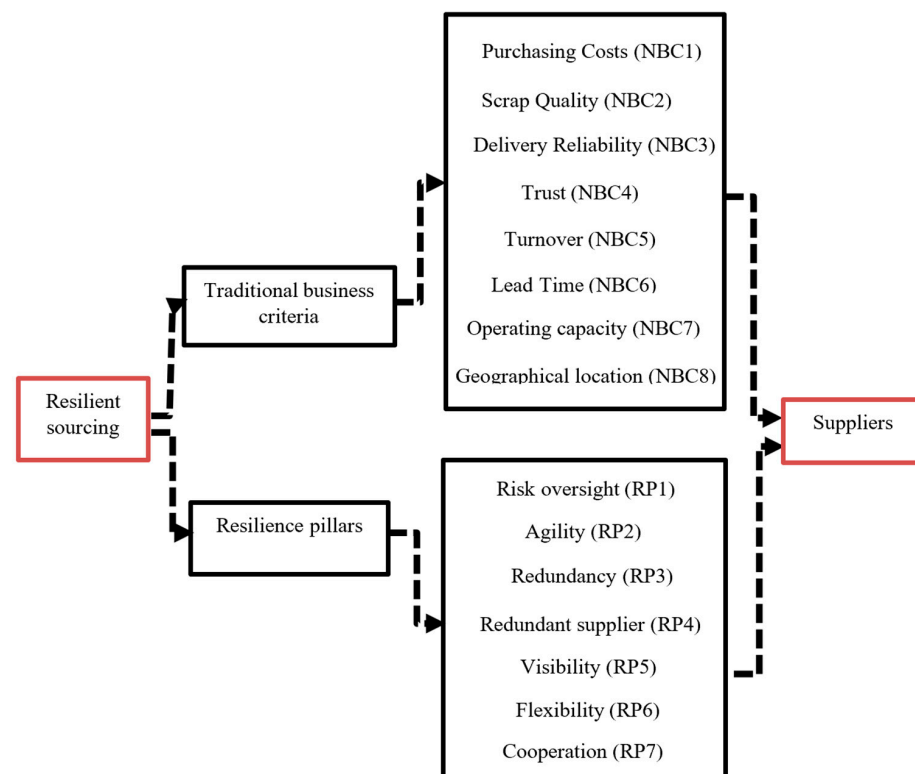 Resilient
sourcing
Traditional business
criteria
Resilience pillars
Purchasing Costs (NBC1)
Scrap Quality (NBC2)
Delivery Reliability (NBC3)
Trust (NBC4)
Turnover (NBC5)
Lead Time (NBC6)
Operating capacity (NBC7)
Geographical location (NBC8)
Risk oversight (RP1)
Agility (RP2)
Redundancy (RP3)
Redundant supplier (RP4)
Visibility (RP5)
Flexibility (RP6)
Cooperation (RP7)
Suppliers